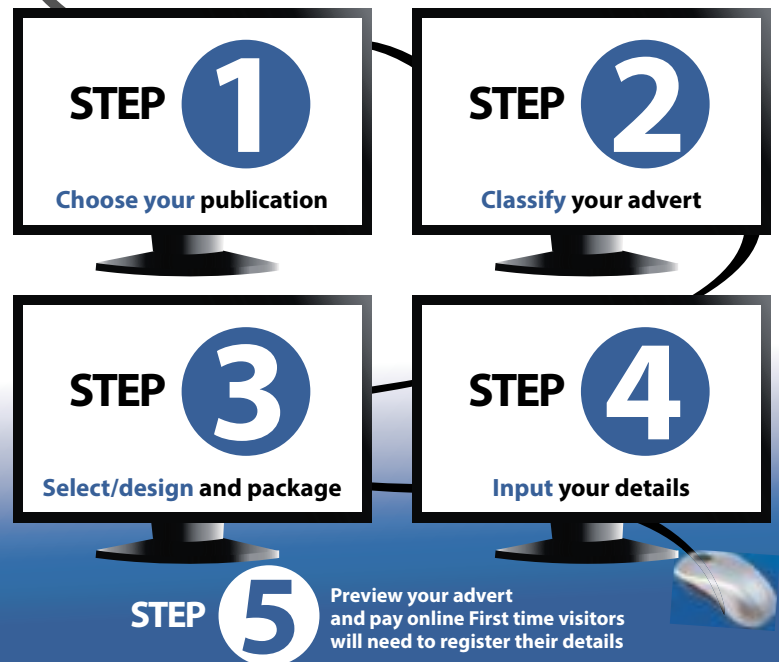 STEP 1
Choose your publication
STEP 2
Classify your advert
STEP 3
Select/design and package
STEP 4
Input your details
STEP 5
Preview your advert
and pay online First time visitors
will need to register their details